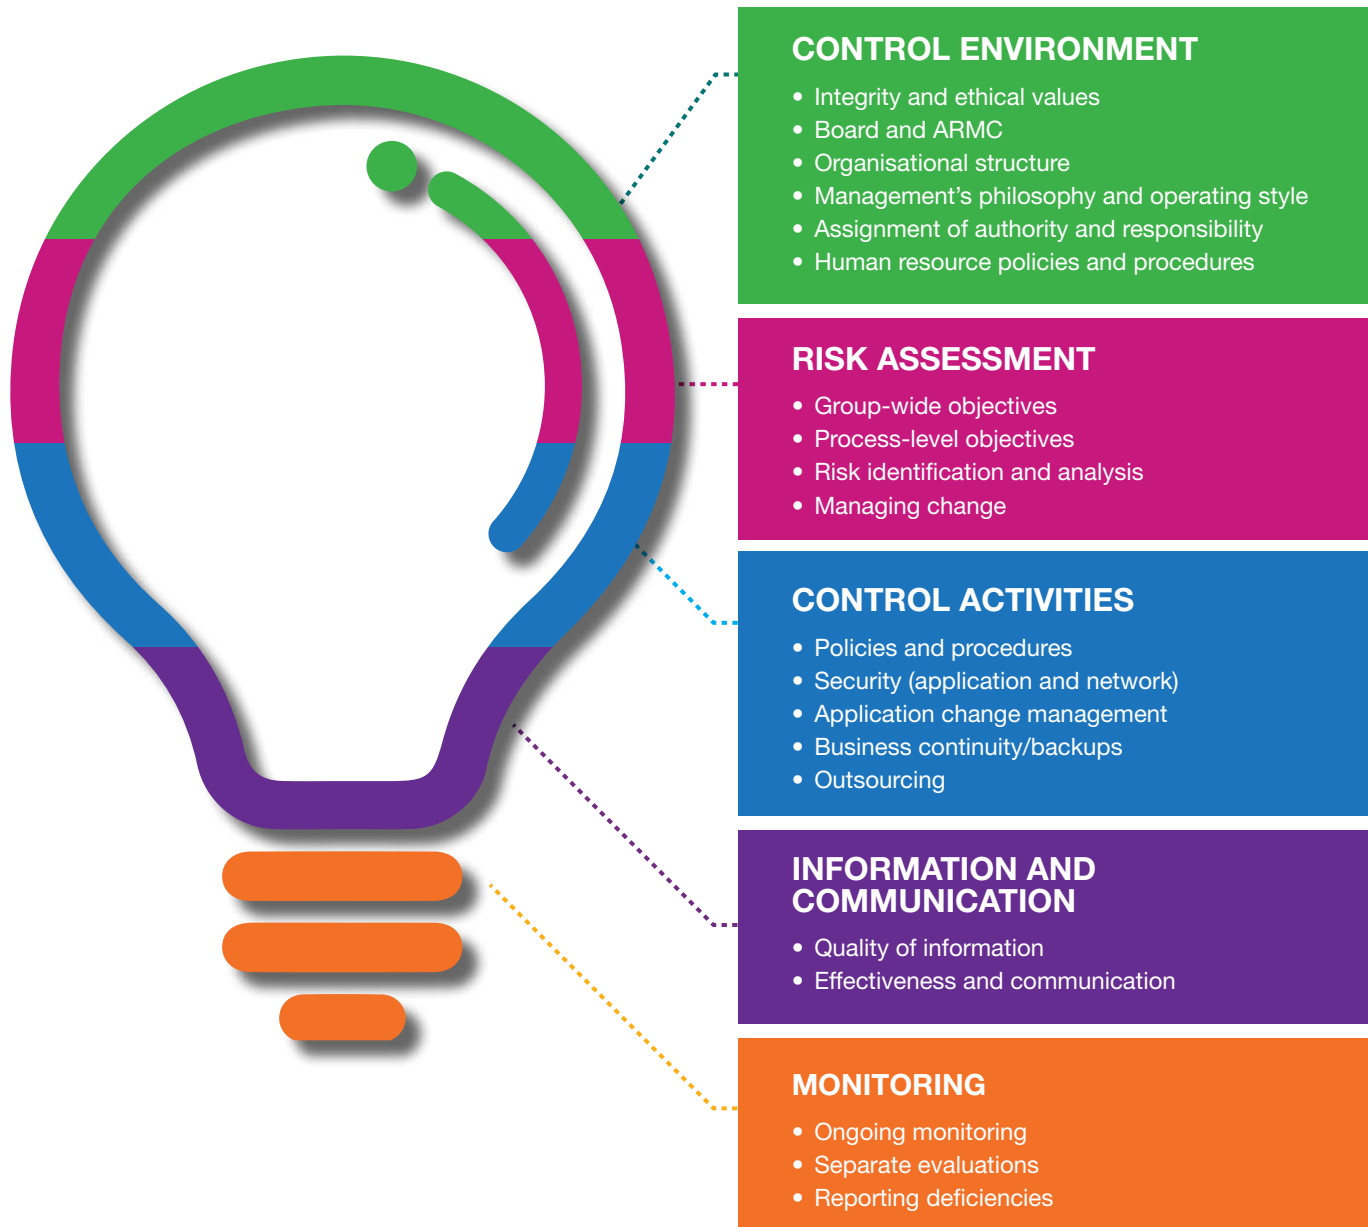 CONTROL ENVIRONMENT
• Integrity and ethical values
• Board and ARMC
• Organisational structure
• Management’s philosophy and operating style
• Assignment of authority and responsibility
• Human resource policies and procedures
RISK ASSESSMENT
• Group-wide objectives
• Process-level objectives
• Risk identification and analysis
• Managing change
CONTROL ACTIVITIES
• Policies and procedures
• Security (application and network)
• Application change management
• Business continuity/backups
• Outsourcing
INFORMATION AND
COMMUNICATION
• Quality of information
• Effectiveness and communication
MONITORING
• Ongoing monitoring
• Separate evaluations
• Reporting deficiencies